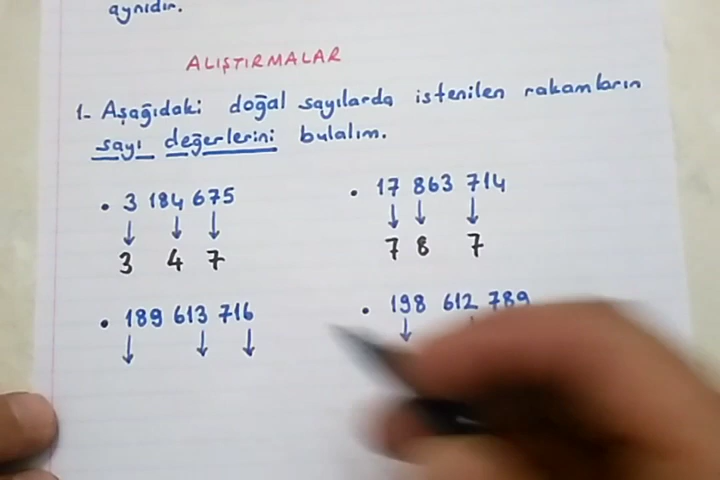 aynıdır.
ALIŞTIRMALAR
1- Aşağıdaki doğal sayılarda istenilen rakamların
sayı değerlerini bulalım.
• 3 184 675
↓ ↓ ↓
3 4 7
• 17 863 714
↓ ↓ ↓
7 8 7
• 189 613 716
↓ ↓ ↓
• 198 612 789
↓